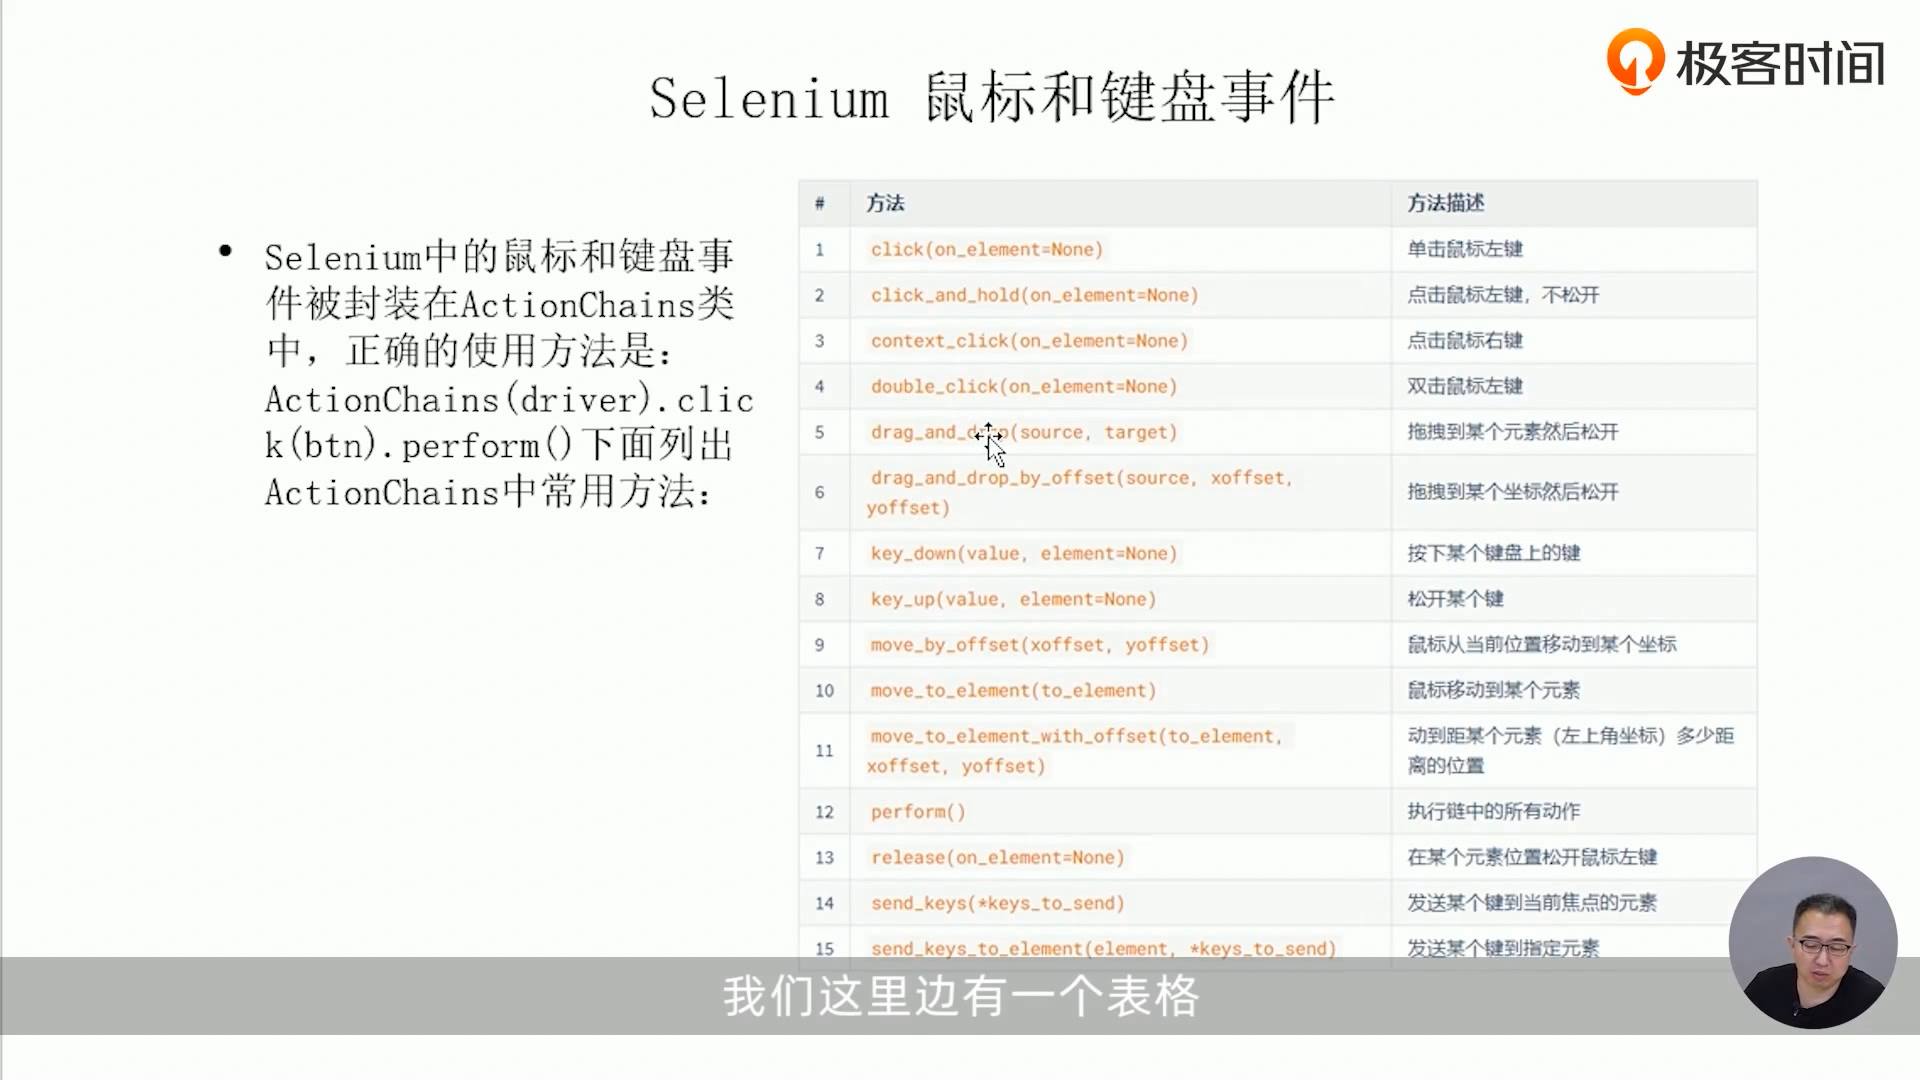 极客时间
Selenium 鼠标和键盘事件
• Selenium中的鼠标和键盘事
件被封装在ActionChains类
中，正确的使用方法是：
ActionChains(driver).clic
k(btn).perform()下面列出
ActionChains中常用方法：
# 方法 方法描述
1 click(on_element=None) 单击鼠标左键
2 click_and_hold(on_element=None) 点击鼠标左键，不松开
3 context_click(on_element=None) 点击鼠标右键
4 double_click(on_element=None) 双击鼠标左键
5 drag_and_drop(source, target) 拖拽到某个元素然后松开
6 drag_and_drop_by_offset(source, xoffset,
yoffset) 拖拽到某个坐标然后松开
7 key_down(value, element=None) 按下某个键盘上的键
8 key_up(value, element=None) 松开某个键
9 move_by_offset(xoffset, yoffset) 鼠标从当前位置移动到某个坐标
10 move_to_element(to_element) 鼠标移动到某个元素
11 move_to_element_with_offset(to_element,
xoffset, yoffset) 动到距某个元素（左上角坐标）多少距
离的位置
12 perform() 执行链中的所有动作
13 release(on_element=None) 在某个元素位置松开鼠标左键
14 send_keys(*keys_to_send) 发送某个键到当前焦点的元素
15 send_keys_to_element(element, *keys_to_send) 发送某个键到指定元素
我们这里边有一个表格